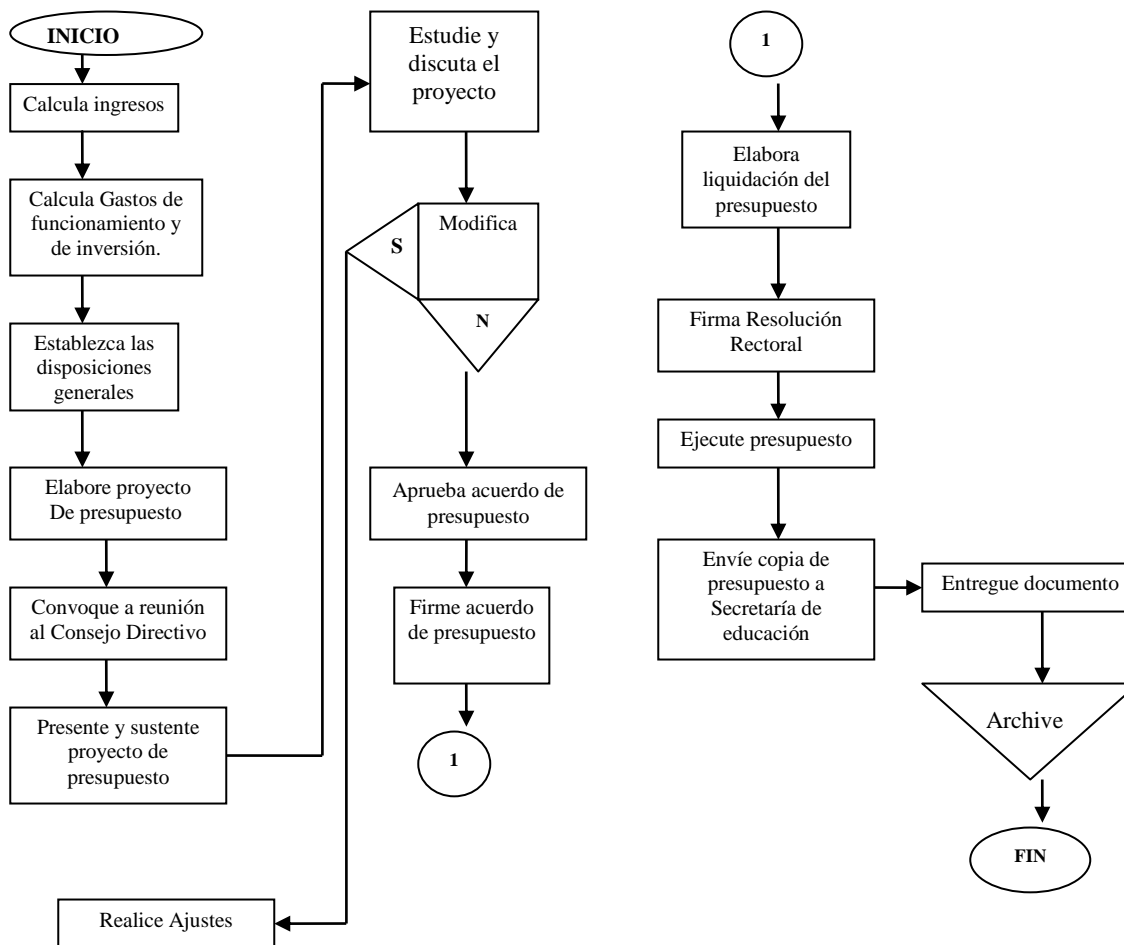 INICIO
Calcula ingresos
Calcula Gastos de
funcionamiento y
de inversión.
Establezca las
disposiciones
generales
Elabore proyecto
De presupuesto
Convoque a reunión
al Consejo Directivo
Presente y sustente
proyecto de
presupuesto
Estudie y
discuta el
proyecto
Modifica
S
N
Aprueba acuerdo de
presupuesto
Firme acuerdo
de presupuesto
1
Realice Ajustes
1
Elabora
liquidación del
presupuesto
Firma Resolución
Rectoral
Ejecute presupuesto
Envíe copia de
presupuesto a
Secretaría de
educación
Entregue documento
Archive
FIN